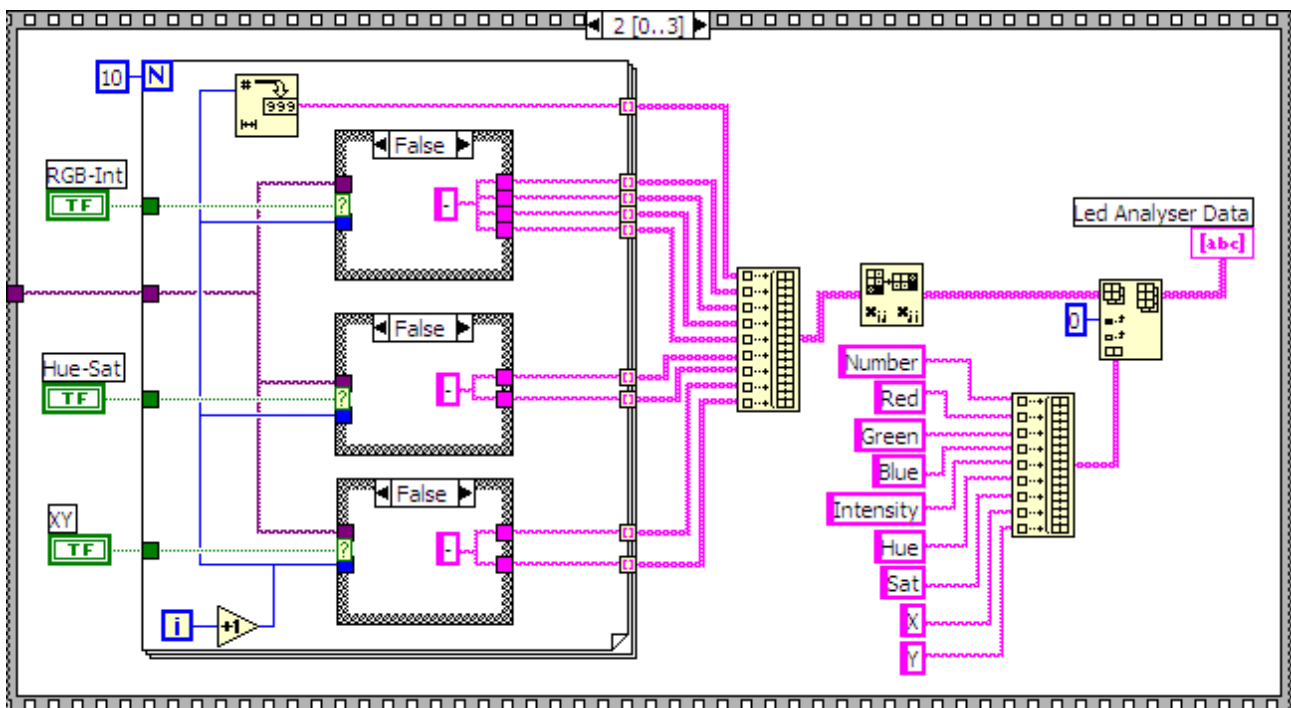 2 [0..3]
10
N
#
999
False
RGB-Int
TF
?
-
Led Analyser Data
[abc]
False
Hue-Sat
TF
?
-
0
Number
Red
Green
Blue
Intensity
Hue
Sat
X
Y
False
XY
TF
?
-
i
+1